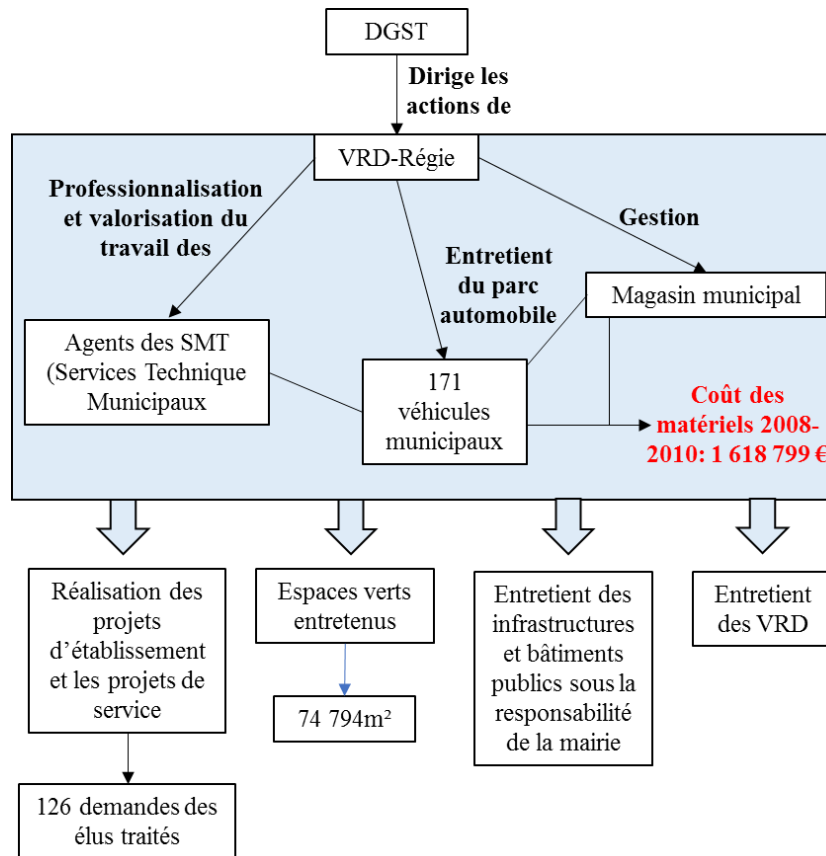 DGST
Dirige les
actions de
VRD-Régie
Professionnalisation
et valorisation du
travail des
Gestion
Entretient
du parc
automobile
Magasin municipal
Agents des SMT
(Services Technique
Municipaux
171
véhicules
municipaux
Coût des
matériels 2008-
2010: 1 618 799 €
Réalisation des
projets
d’établissement
et les projets de
service
Espaces verts
entretenus
Entretient des
infrastructures
et bâtiments
publics sous la
responsabilité
de la mairie
Entretient
des VRD
74 794m²
126 demandes des
élus traités